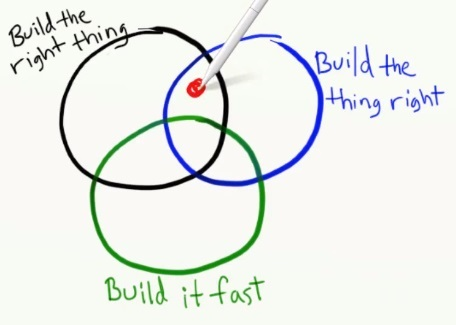 Build the
right thing
Build the
thing right
Build it fast